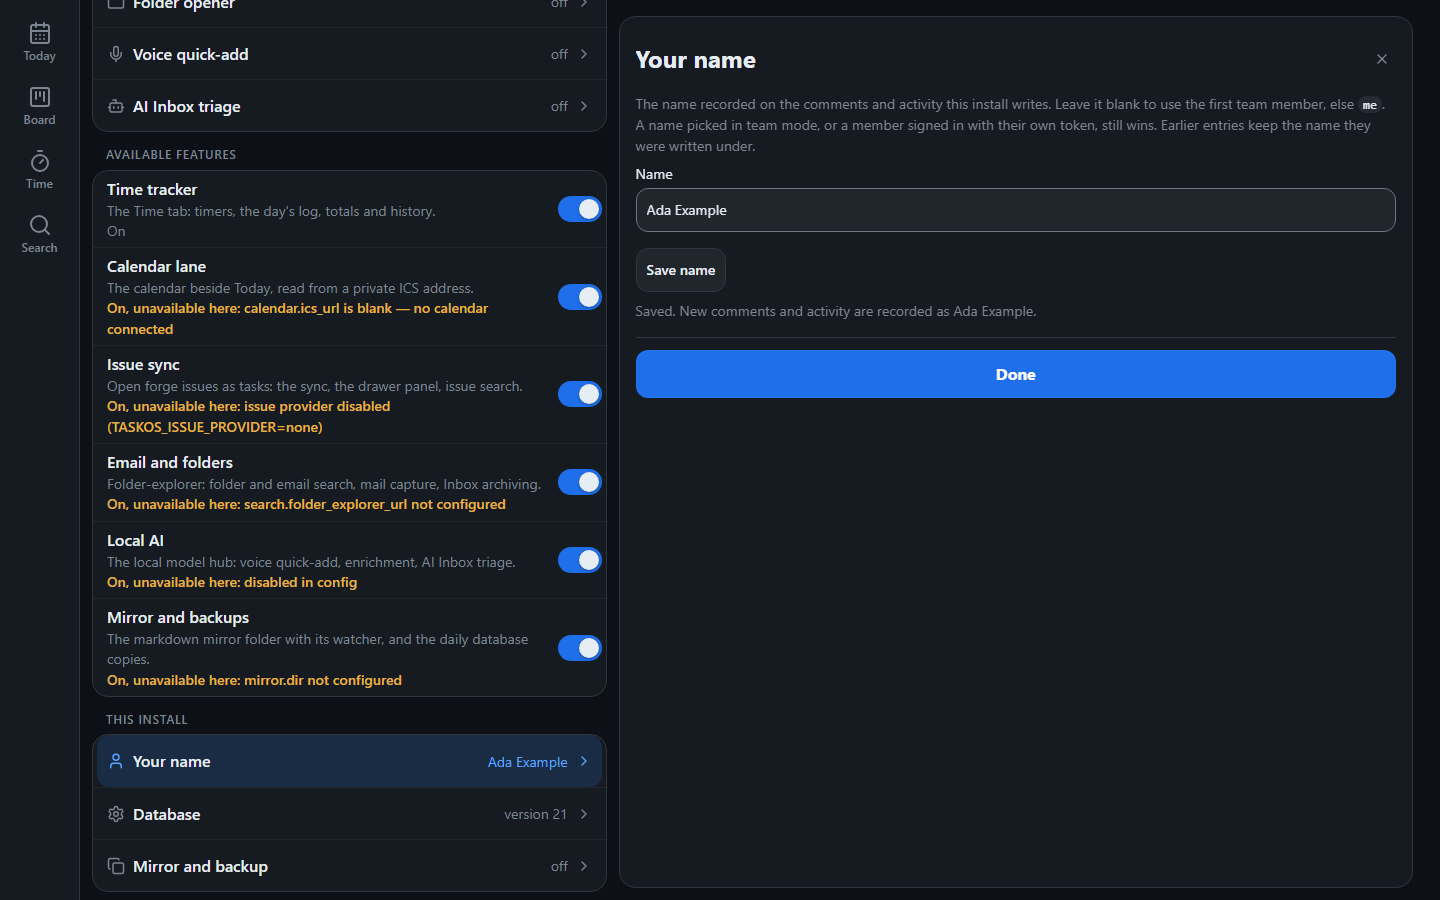 Today
Board
Time
Search
Folder opener off
Voice quick-add off
AI Inbox triage off
AVAILABLE FEATURES
Time tracker
The Time tab: timers, the day's log, totals and history.
On
Calendar lane
The calendar beside Today, read from a private ICS address.
On, unavailable here: calendar.ics_url is blank — no calendar
connected
Issue sync
Open forge issues as tasks: the sync, the drawer panel, issue search.
On, unavailable here: issue provider disabled
(TASKOS_ISSUE_PROVIDER=none)
Email and folders
Folder-explorer: folder and email search, mail capture, Inbox archiving.
On, unavailable here: search.folder_explorer_url not configured
Local AI
The local model hub: voice quick-add, enrichment, AI Inbox triage.
On, unavailable here: disabled in config
Mirror and backups
The markdown mirror folder with its watcher, and the daily database
copies.
On, unavailable here: mirror.dir not configured
THIS INSTALL
Your name Ada Example
Database version 21
Mirror and backup off
Your name
The name recorded on the comments and activity this install writes. Leave it blank to use the first team member, else me.
A name picked in team mode, or a member signed in with their own token, still wins. Earlier entries keep the name they
were written under.
Name
Ada Example
Save name
Saved. New comments and activity are recorded as Ada Example.
Done